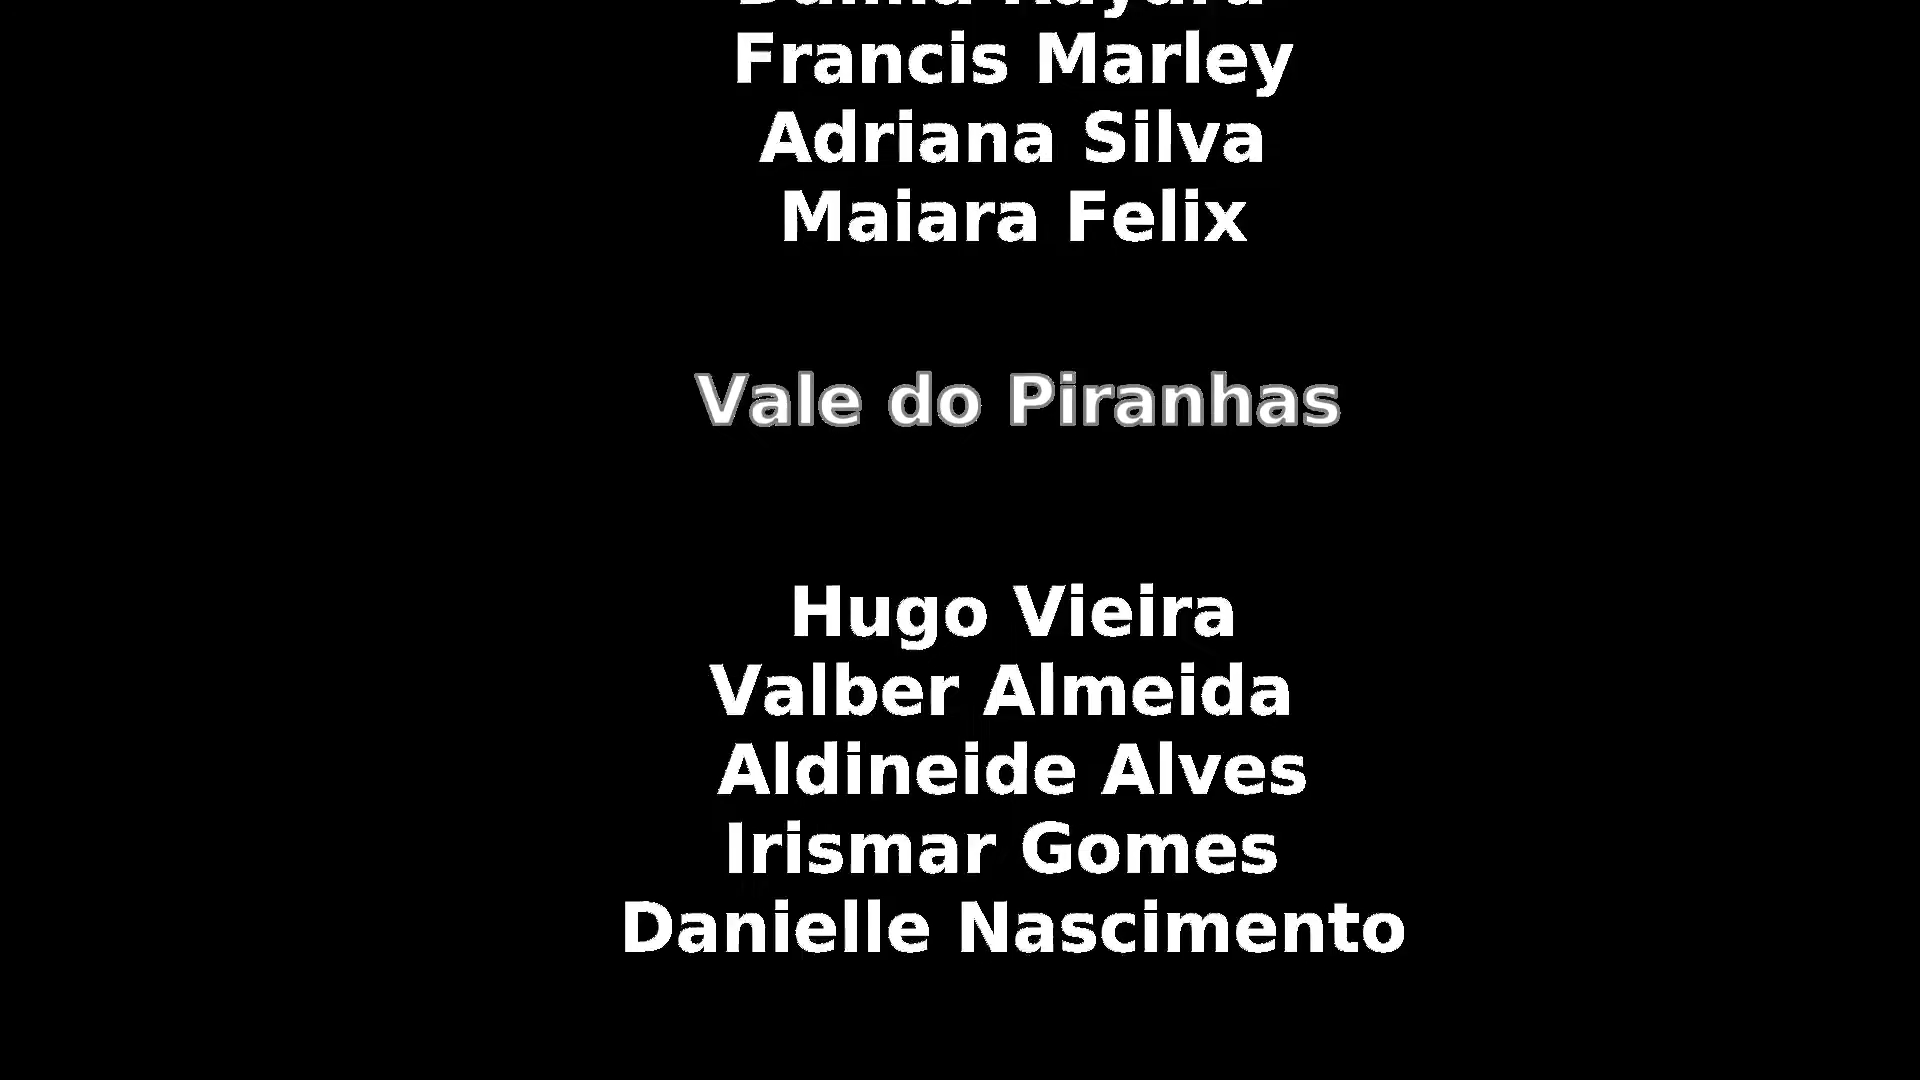 Francis Marley
Adriana Silva
Maiara Felix
Vale do Piranhas
Hugo Vieira
Valber Almeida
Aldineide Alves
Irismar Gomes
Danielle Nascimento